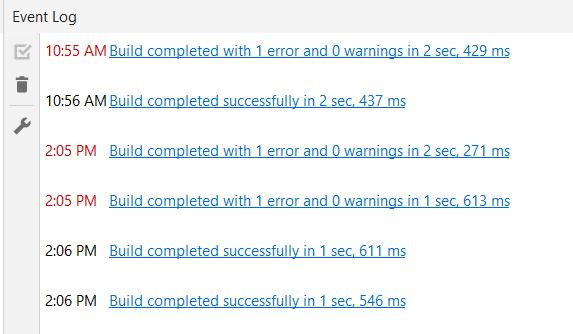 Event Log
10:55 AM Build completed with 1 error and 0 warnings in 2 sec, 429 ms
10:56 AM Build completed successfully in 2 sec, 437 ms
2:05 PM Build completed with 1 error and 0 warnings in 2 sec, 271 ms
2:05 PM Build completed with 1 error and 0 warnings in 1 sec, 613 ms
2:06 PM Build completed successfully in 1 sec, 611 ms
2:06 PM Build completed successfully in 1 sec, 546 ms